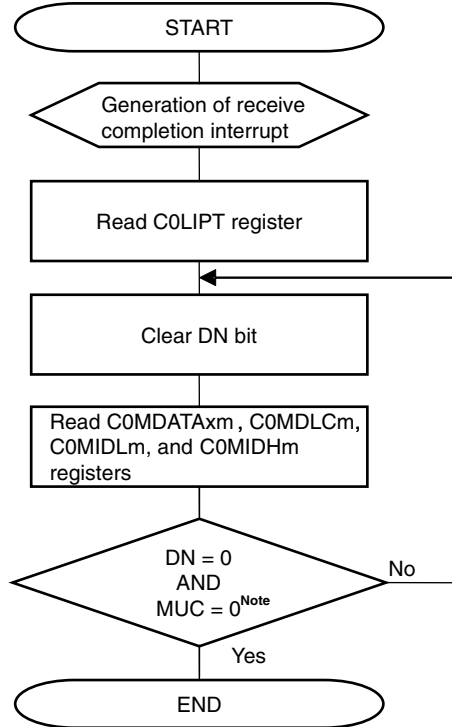 START
Generation of receive
completion interrupt
Read C0LIPT register
Clear DN bit
Read C0MDATAxm , C0MDLCm,
C0MIDLm, and C0MIDHm
registers
DN = 0
AND
MUC = 0Note
No
Yes
END